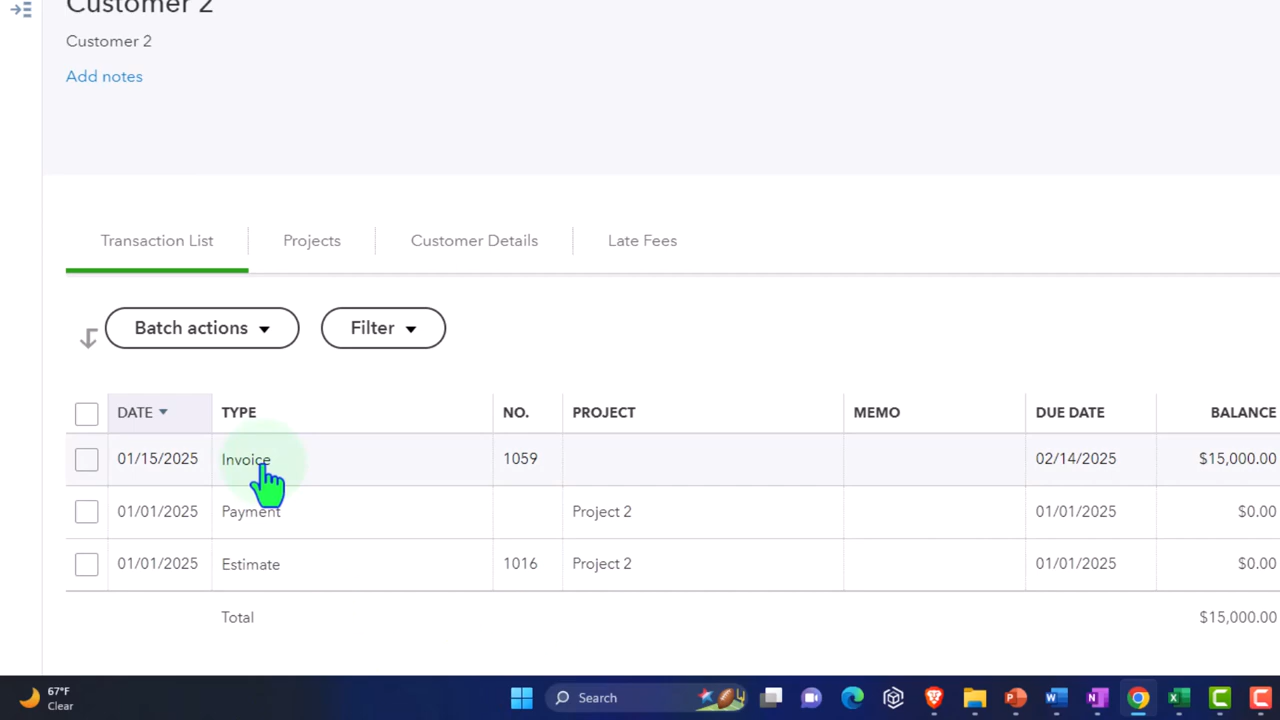 Customer 2
Customer 2
Add notes
Transaction List Projects Customer Details Late Fees
Batch actions Filter
DATE TYPE NO. PROJECT MEMO DUE DATE BALANCE
01/15/2025 Invoice 1059 02/14/2025 $15,000.00
01/01/2025 Payment Project 2 01/01/2025 $0.00
01/01/2025 Estimate 1016 Project 2 01/01/2025 $0.00
Total $15,000.00
67°F
Clear
Search